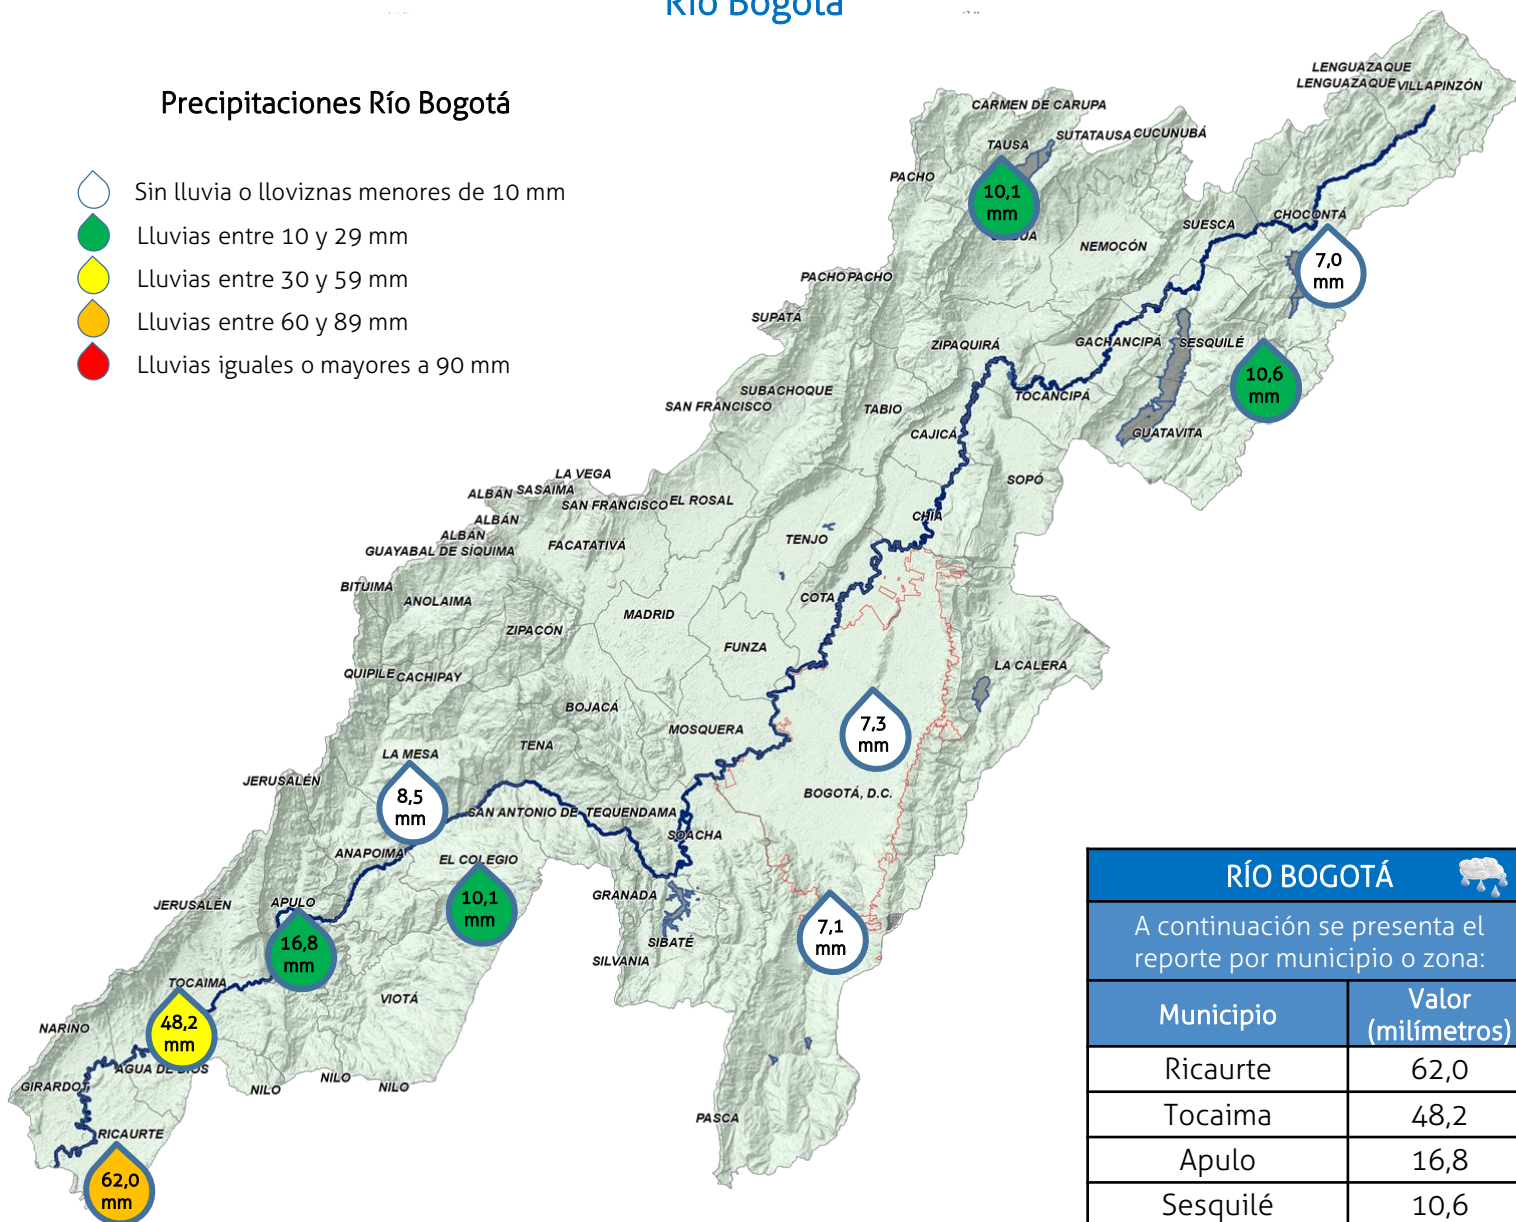 Río Bogotá
Precipitaciones Río Bogotá
Sin lluvia o lloviznas menores de 10 mm
Lluvias entre 10 y 29 mm
Lluvias entre 30 y 59 mm
Lluvias entre 60 y 89 mm
Lluvias iguales o mayores a 90 mm
LENGUAZAQUE
LENGUAZAQUE VILLAPINZÓN
CARMEN DE CARUPA
SUTATAUSA CUCUNUBÁ
TAUSA
PACHO
10,1
mm
CHOCONTÁ
SUESCA
NEMOCÓN
7,0
mm
PACHO PACHO
SUPATÁ
ZIPAQUIRÁ
GACHANCIPÁ
SESQUILÉ
10,6
mm
SUBACHOQUE
SAN FRANCISCO
TABIO
TOCANCIPÁ
CAJICÁ
GUATAVITA
LA VEGA
SOPÓ
ALBÁN SASAIMA
SAN FRANCISCO EL ROSAL
CHÍA
ALBÁN
ALBÁN
TENJO
GUAYABAL DE SÍQUIMA
FACATATIVÁ
BITUIMA
ANOLAIMA
COTA
MADRID
ZIPACÓN
FUNZA
LA CALERA
QUIPILE CACHIPAY
BOJACÁ
MOSQUERA
7,3
mm
TENA
LA MESA
JERUSALÉN
BOGOTÁ, D.C.
8,5
mm
SAN ANTONIO DE TEQUENDAMA
SOACHA
ANAPOIMA
EL COLEGIO
GRANADA
JERUSALÉN
APULO
10,1
mm
7,1
mm
16,8
mm
SIBATÉ
SILVANIA
TOCAIMA
VIOTÁ
NARIÑO
48,2
mm
AGUA DE DIOS
GIRARDOT
NILO
NILO
NILO
PASCA
RICAURTE
62,0
mm
RÍO BOGOTÁ
A continuación se presenta el
reporte por municipio o zona:
Municipio
Valor
(milímetros)
Ricaurte 62,0
Tocaima 48,2
Apulo 16,8
Sesquilé 10,6